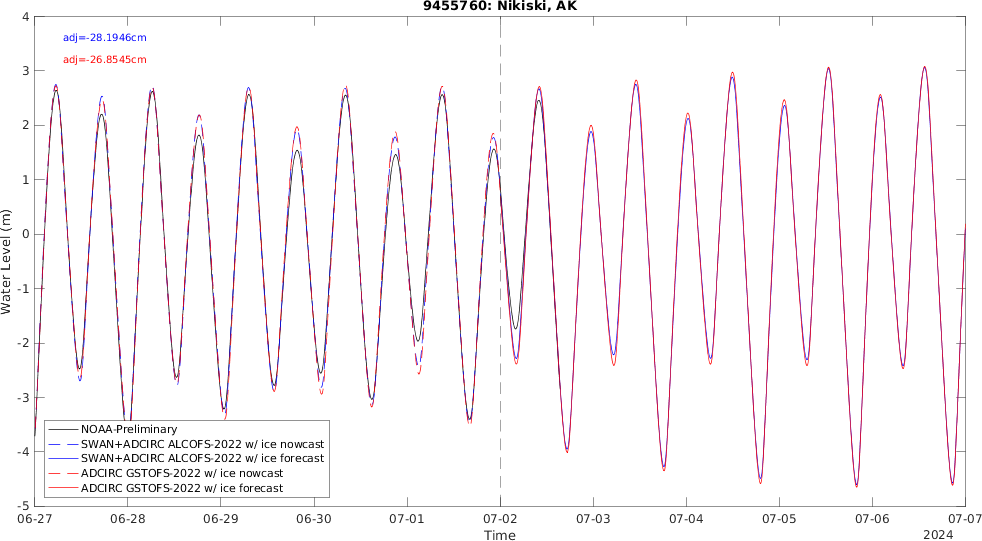 9455760: Nikiski, AK
adj=-28.1946cm
adj=-26.8545cm
Water Level (m)
4
3
2
1
0
-1
-2
-3
-4
-5
NOAA-Preliminary
SWAN+ADCIRC ALCOFS-2022 w/ ice nowcast
SWAN+ADCIRC ALCOFS-2022 w/ ice forecast
ADCIRC GSTOFS-2022 w/ ice nowcast
ADCIRC GSTOFS-2022 w/ ice forecast
06-27 06-28 06-29 06-30 07-01 07-02 07-03 07-04 07-05 07-06 07-07
Time
2024